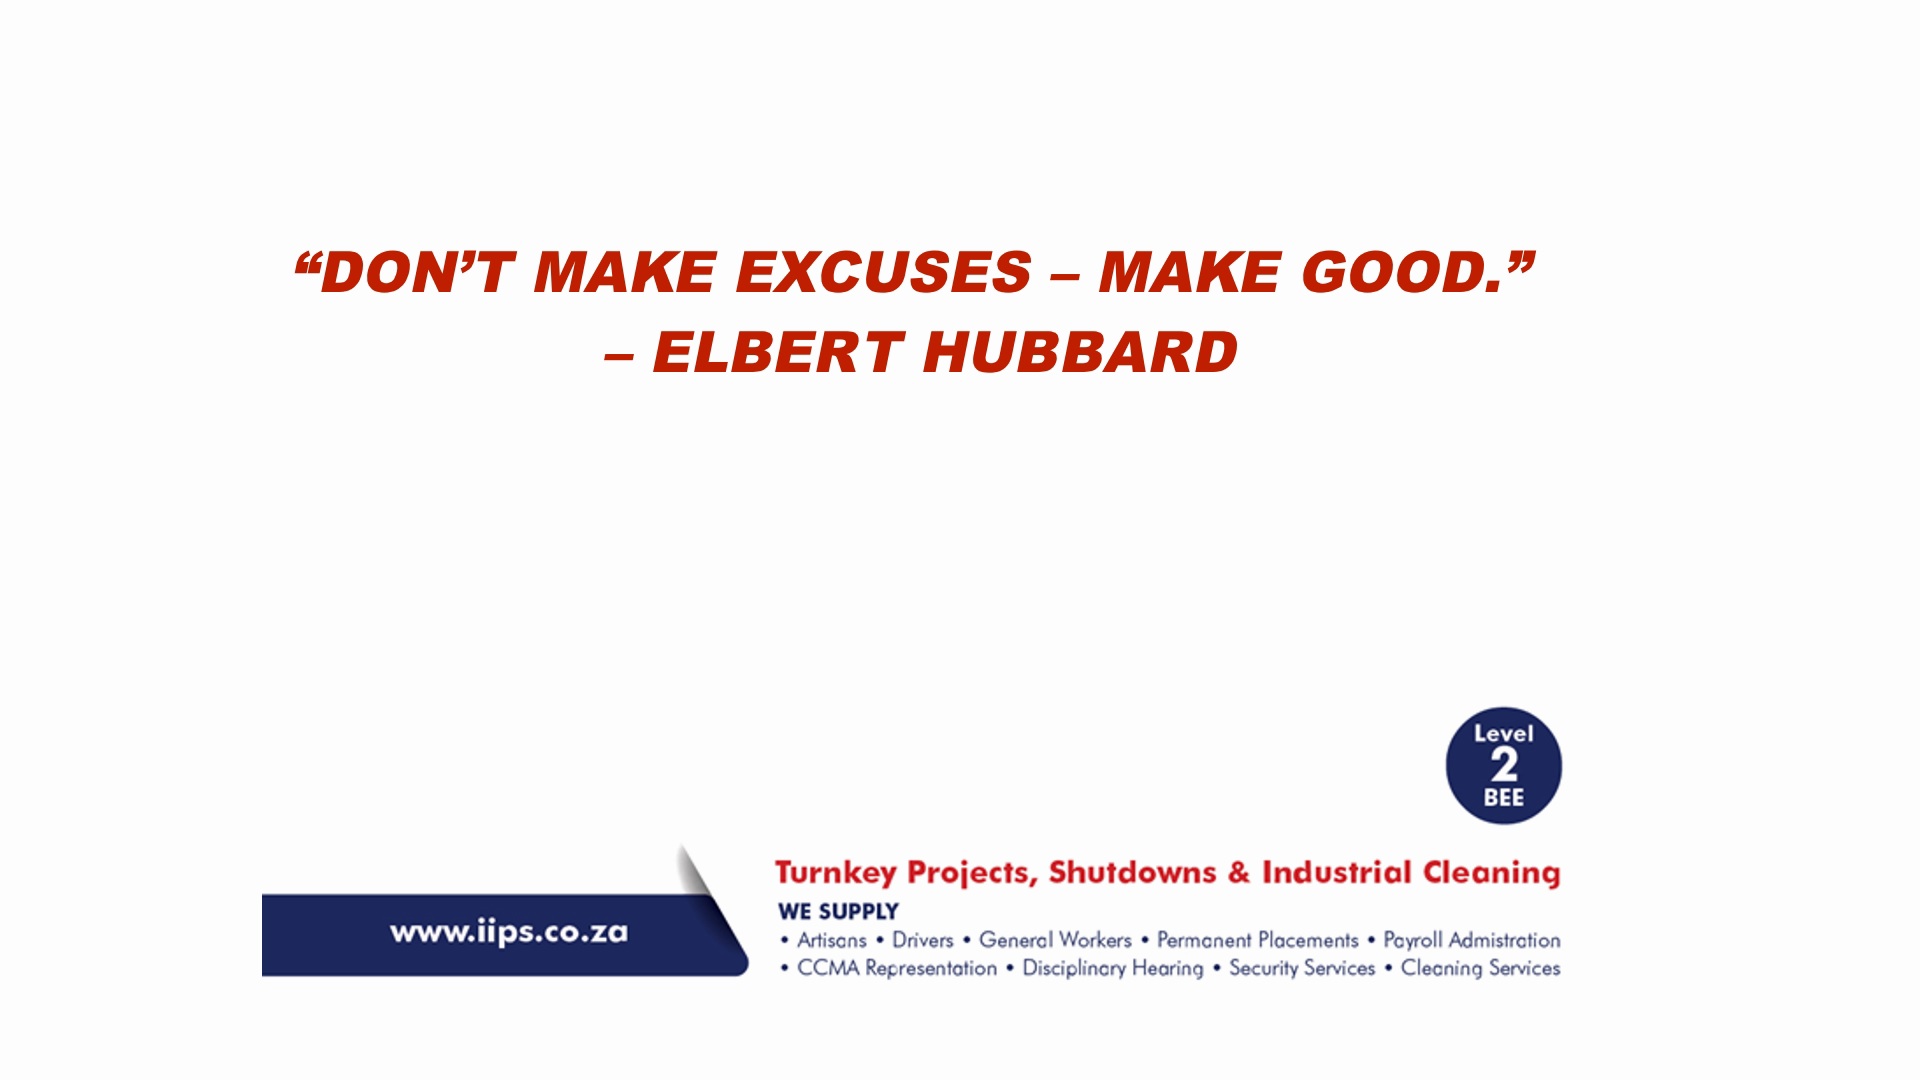 “DON’T MAKE EXCUSES – MAKE GOOD.”
– ELBERT HUBBARD
Level
2
BEE
Turnkey Projects, Shutdowns & Industrial Cleaning
WE SUPPLY
• Artisans • Drivers • General Workers • Permanent Placements • Payroll Admistration
• CCMA Representation • Disciplinary Hearing • Security Services • Cleaning Services
www.iips.co.za